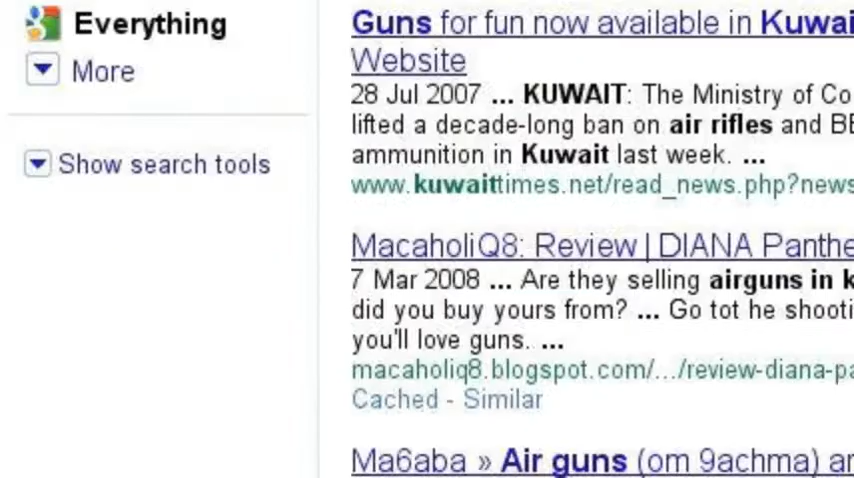 Everything
More
Show search tools
Guns for fun now available in Kuwai
Website
28 Jul 2007 ... KUWAIT: The Ministry of Co
lifted a decade-long ban on air rifles and BB
ammunition in Kuwait last week. ...
www.kuwaittimes.net/read_news.php?news
MacaholiQ8: Review | DIANA Panthe
7 Mar 2008 ... Are they selling airguns in k
did you buy yours from? ... Go tot he shooti
you'll love guns. ...
macaholiq8.blogspot.com/.../review-diana-pa
Cached - Similar
Ma6aba » Air guns (om 9achma) ar